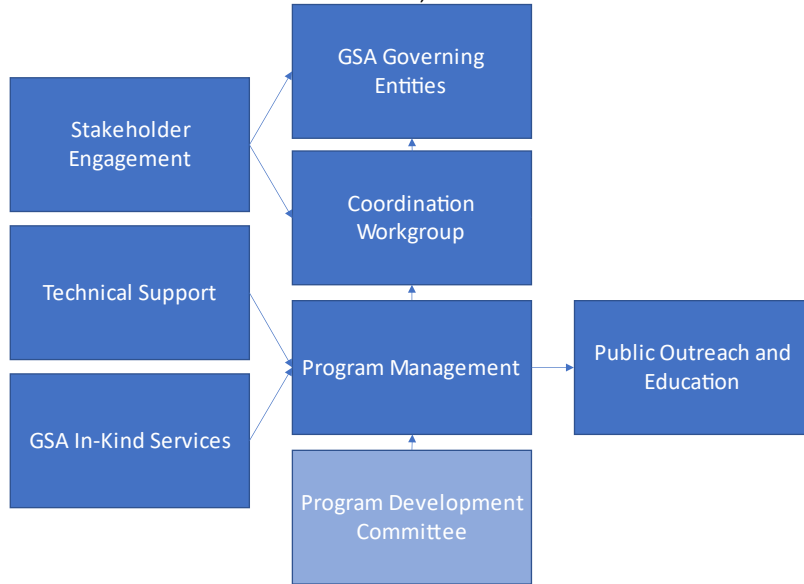 GSA Governing
Entities
Stakeholder
Engagement
Coordination
Workgroup
Technical Support
Program Management
Public Outreach and
Education
GSA In-Kind Services
Program Development
Committee